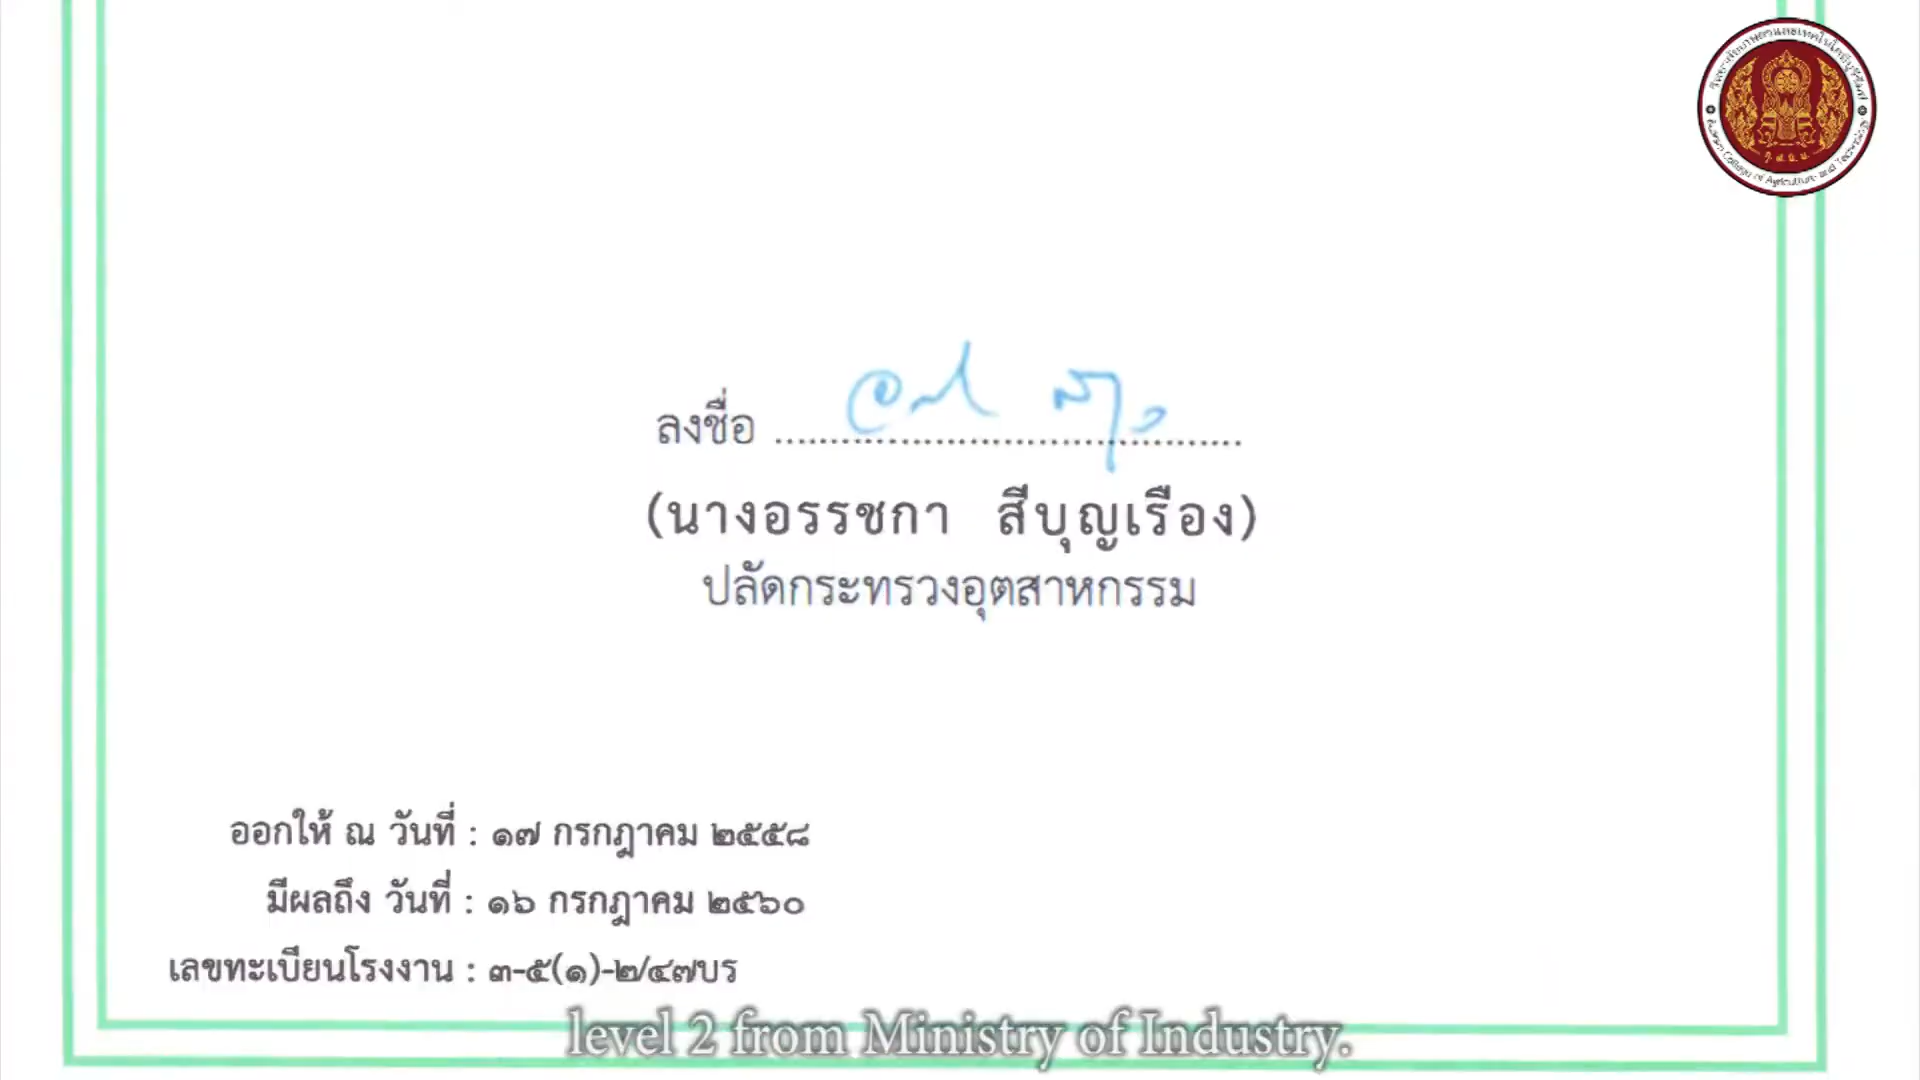 ลงชื่อ ........................................
(นางอรรชกา สีบุญเรือง)
ปลัดกระทรวงอุตสาหกรรม
ออกให้ ณ วันที่ : ๑๗ กรกฎาคม ๒๕๕๘
มีผลถึง วันที่ : ๑๖ กรกฎาคม ๒๕๖๐
เลขทะเบียนโรงงาน : ๓-๕(๑)-๒/๔๗บร
level 2 from Ministry of Industry.